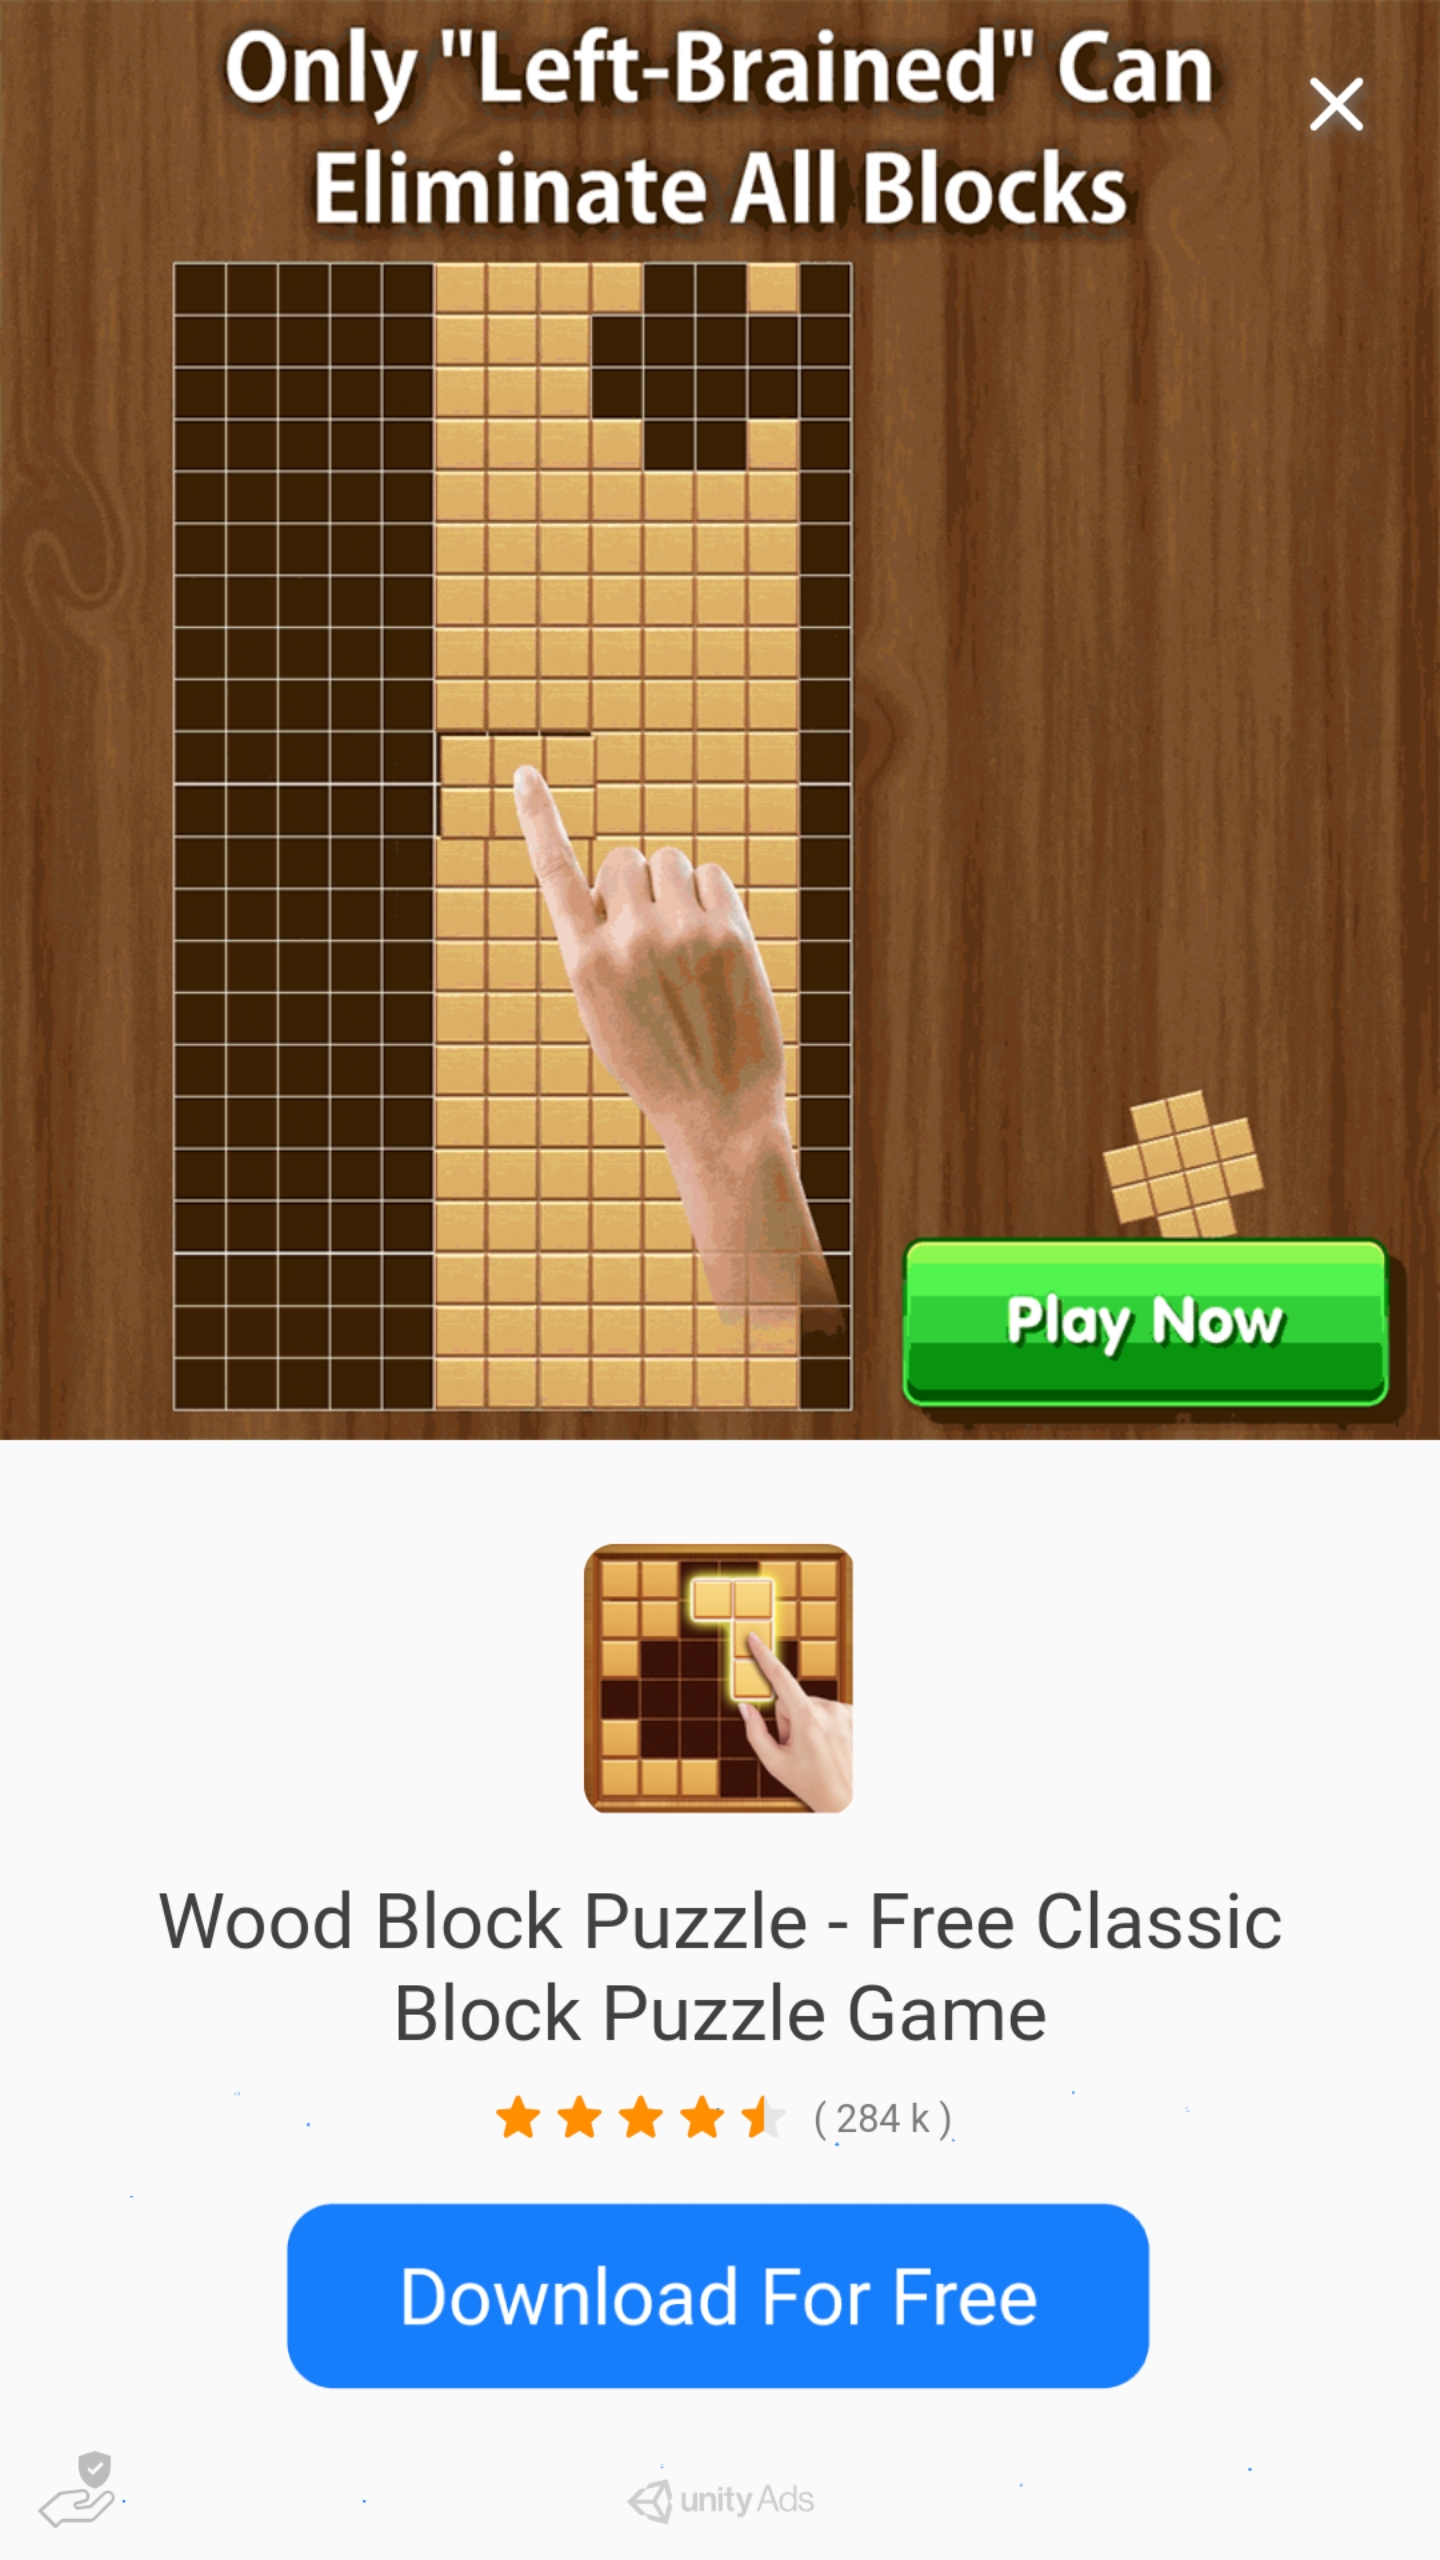 Only "Left-Brained" Can
Eliminate All Blocks
Play Now
Wood Block Puzzle - Free Classic
Block Puzzle Game
( 284 k )
Download For Free
unity Ads